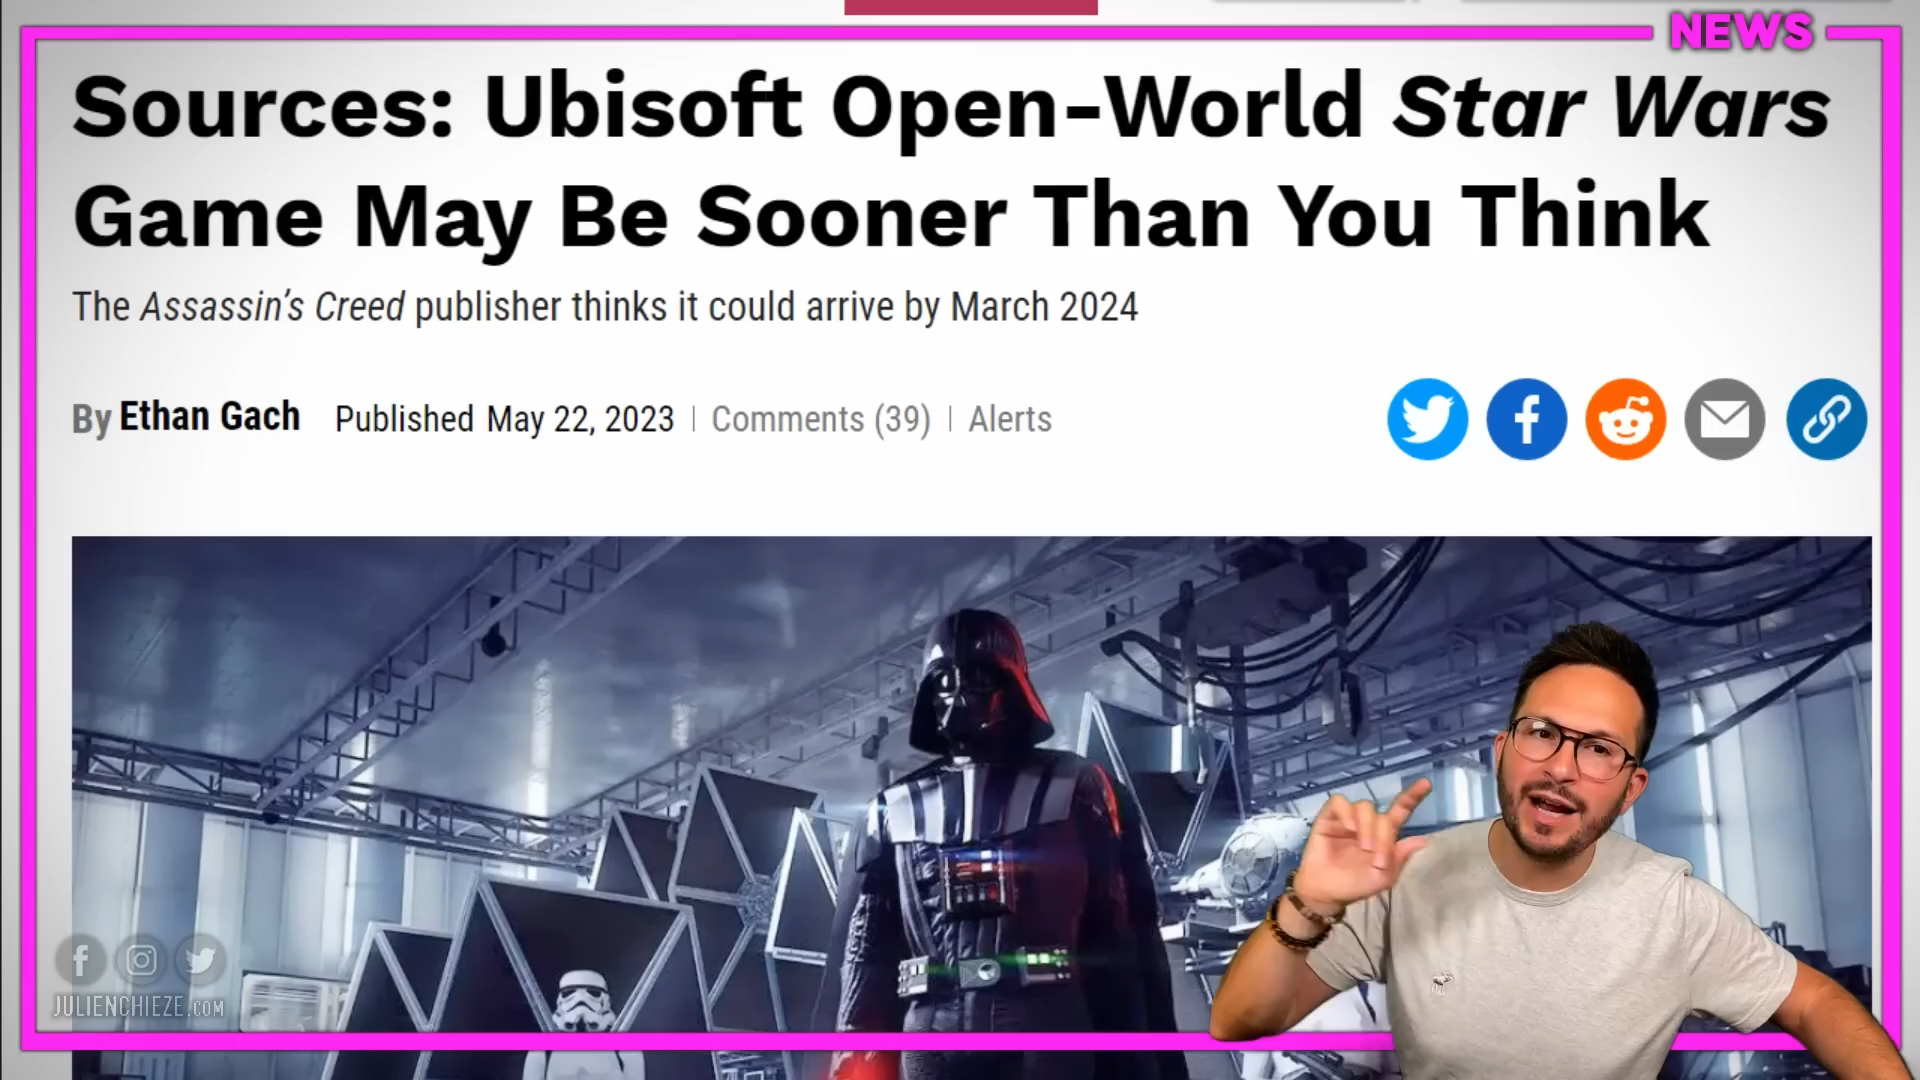 NEWS
Sources: Ubisoft Open-World Star Wars
Game May Be Sooner Than You Think
The Assassin's Creed publisher thinks it could arrive by March 2024
By Ethan Gach Published May 22, 2023 | Comments (39) | Alerts
JULIENCHIEZE.COM